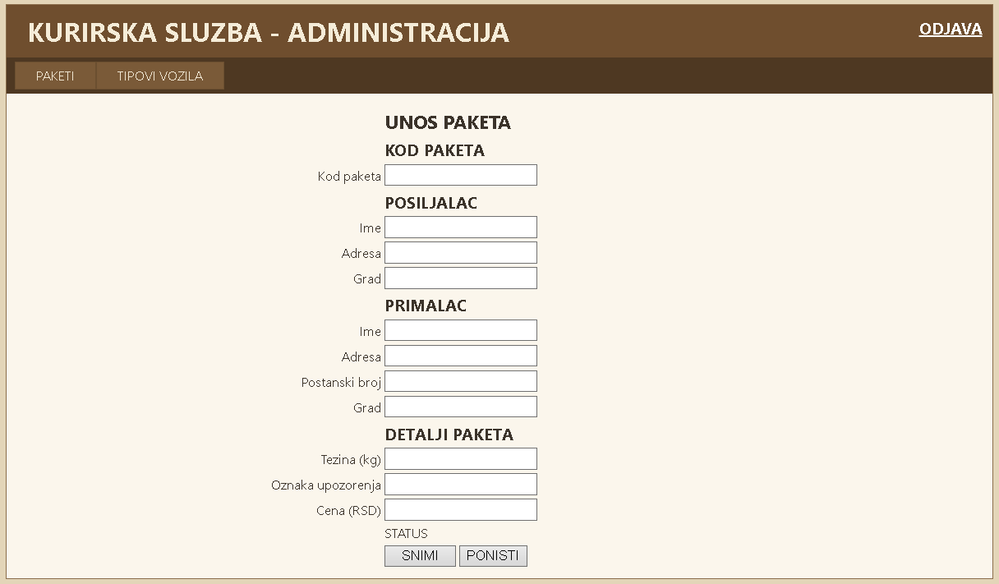 KURIRSKA SLUZBA - ADMINISTRACIJA
ODJAVA
PAKETI TIPOVI VOZILA
UNOS PAKETA
KOD PAKETA
Kod paketa
POSILJALAC
Ime
Adresa
Grad
PRIMALAC
Ime
Adresa
Postanski broj
Grad
DETALJI PAKETA
Tezina (kg)
Oznaka upozorenja
Cena (RSD)
STATUS
SNIMI PONISTI